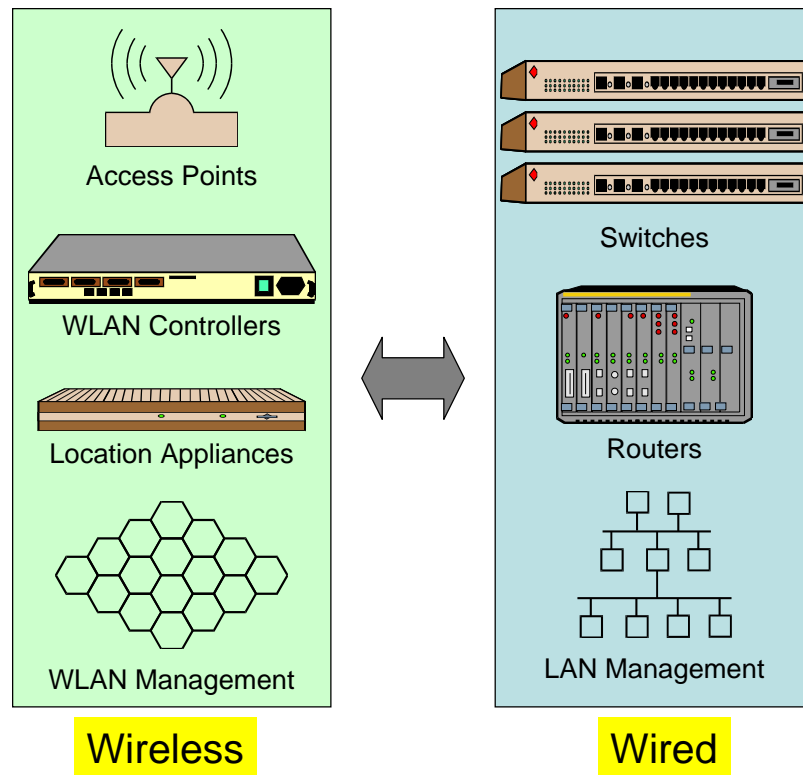 Access Points
WLAN Controllers
Location Appliances
WLAN Management
Wireless
Switches
Routers
LAN Management
Wired